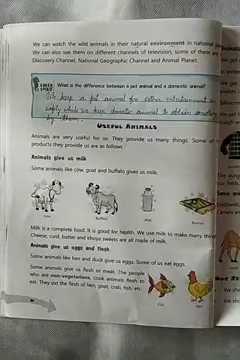 We can watch the wild animals in their natural environment in national
We can also see them on different channels of television, some of them are
Discovery Channel, National Geographic Channel and Animal Planet.
What is the difference between a pet animal and a domestic animal?
We keep a pet animal for either entertainment or
while we keep domestic animal to obtain something
by them.
USEFUL ANIMALS
Animals are very useful for us. They provide us many things. Some of
products they provide us are as follows:
Animals give us milk
Some animals like cow, goat and buffalo gives us milk.
Cow
Buffalo
Milk
Butter
Milk is a complete food. It is good for health. We use milk to make many things
Cheese, curd, butter and khoya sweets are all made of milk.
Animals give us eggs and flesh
Some animals like hen and duck give us eggs. Some of us eat eggs.
Some animals give us flesh or meat. The people
who are non-vegetarians, cook animals flesh to
eat. They eat the flesh of hen, goat, crab, fish, etc.
Fish
Hen